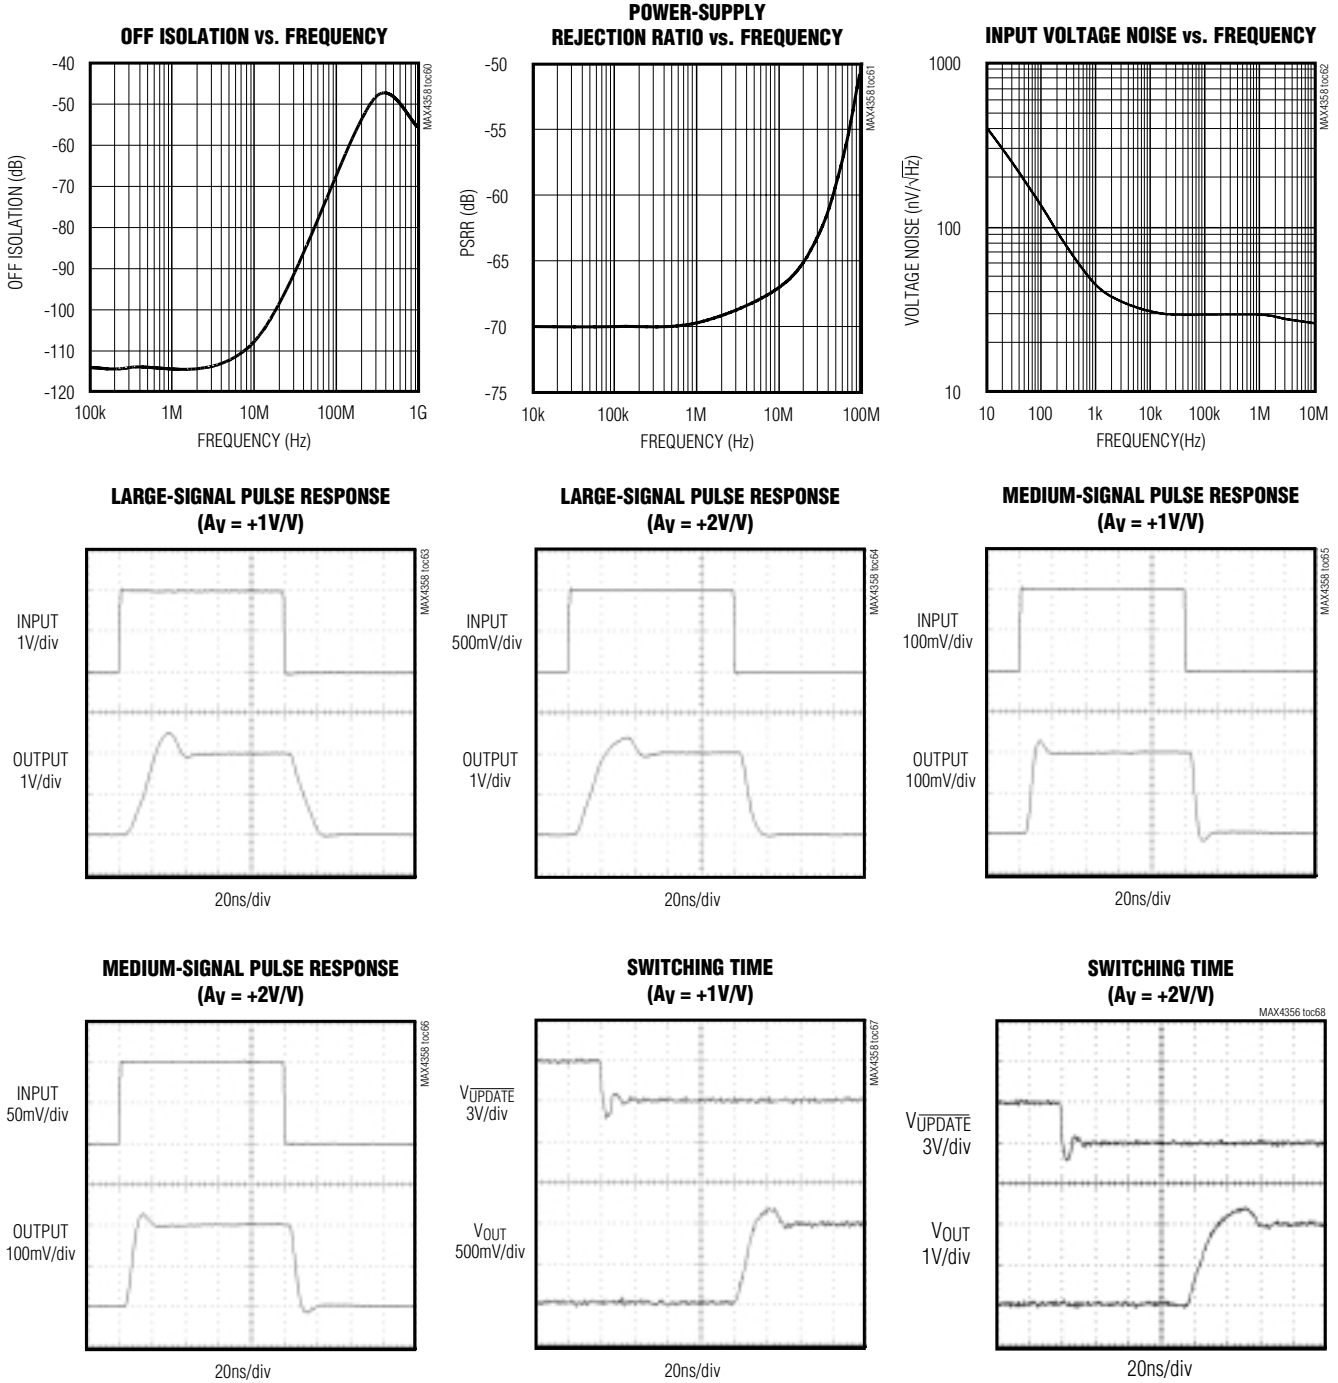 OFF ISOLATION vs. FREQUENCY
-40
-50
-60
-70
-80
-90
-100
-110
-120
OFF ISOLATION (dB)
100k 1M 10M 100M 1G
FREQUENCY (Hz)
MAX4358 toc60
POWER-SUPPLY
REJECTION RATIO vs. FREQUENCY
-50
-55
-60
-65
-70
-75
PSRR (dB)
10k 100k 1M 10M 100M
FREQUENCY (Hz)
MAX4358 toc61
INPUT VOLTAGE NOISE vs. FREQUENCY
1000
100
10
VOLTAGE NOISE (nV/√Hz)
10 100 1k 10k 100k 1M 10M
FREQUENCY(Hz)
MAX4358 toc62
LARGE-SIGNAL PULSE RESPONSE
(AV = +1V/V)
INPUT
1V/div
OUTPUT
1V/div
20ns/div
MAX4358 toc63
LARGE-SIGNAL PULSE RESPONSE
(AV = +2V/V)
INPUT
500mV/div
OUTPUT
1V/div
20ns/div
MAX4358 toc64
MEDIUM-SIGNAL PULSE RESPONSE
(AV = +1V/V)
INPUT
100mV/div
OUTPUT
100mV/div
20ns/div
MAX4358 toc65
MEDIUM-SIGNAL PULSE RESPONSE
(AV = +2V/V)
INPUT
50mV/div
OUTPUT
100mV/div
20ns/div
MAX4358 toc66
SWITCHING TIME
(AV = +1V/V)
VUPDATE
3V/div
VOUT
500mV/div
20ns/div
MAX4358 toc67
SWITCHING TIME
(AV = +2V/V)
MAX4356 toc68
VUPDATE
3V/div
VOUT
1V/div
20ns/div